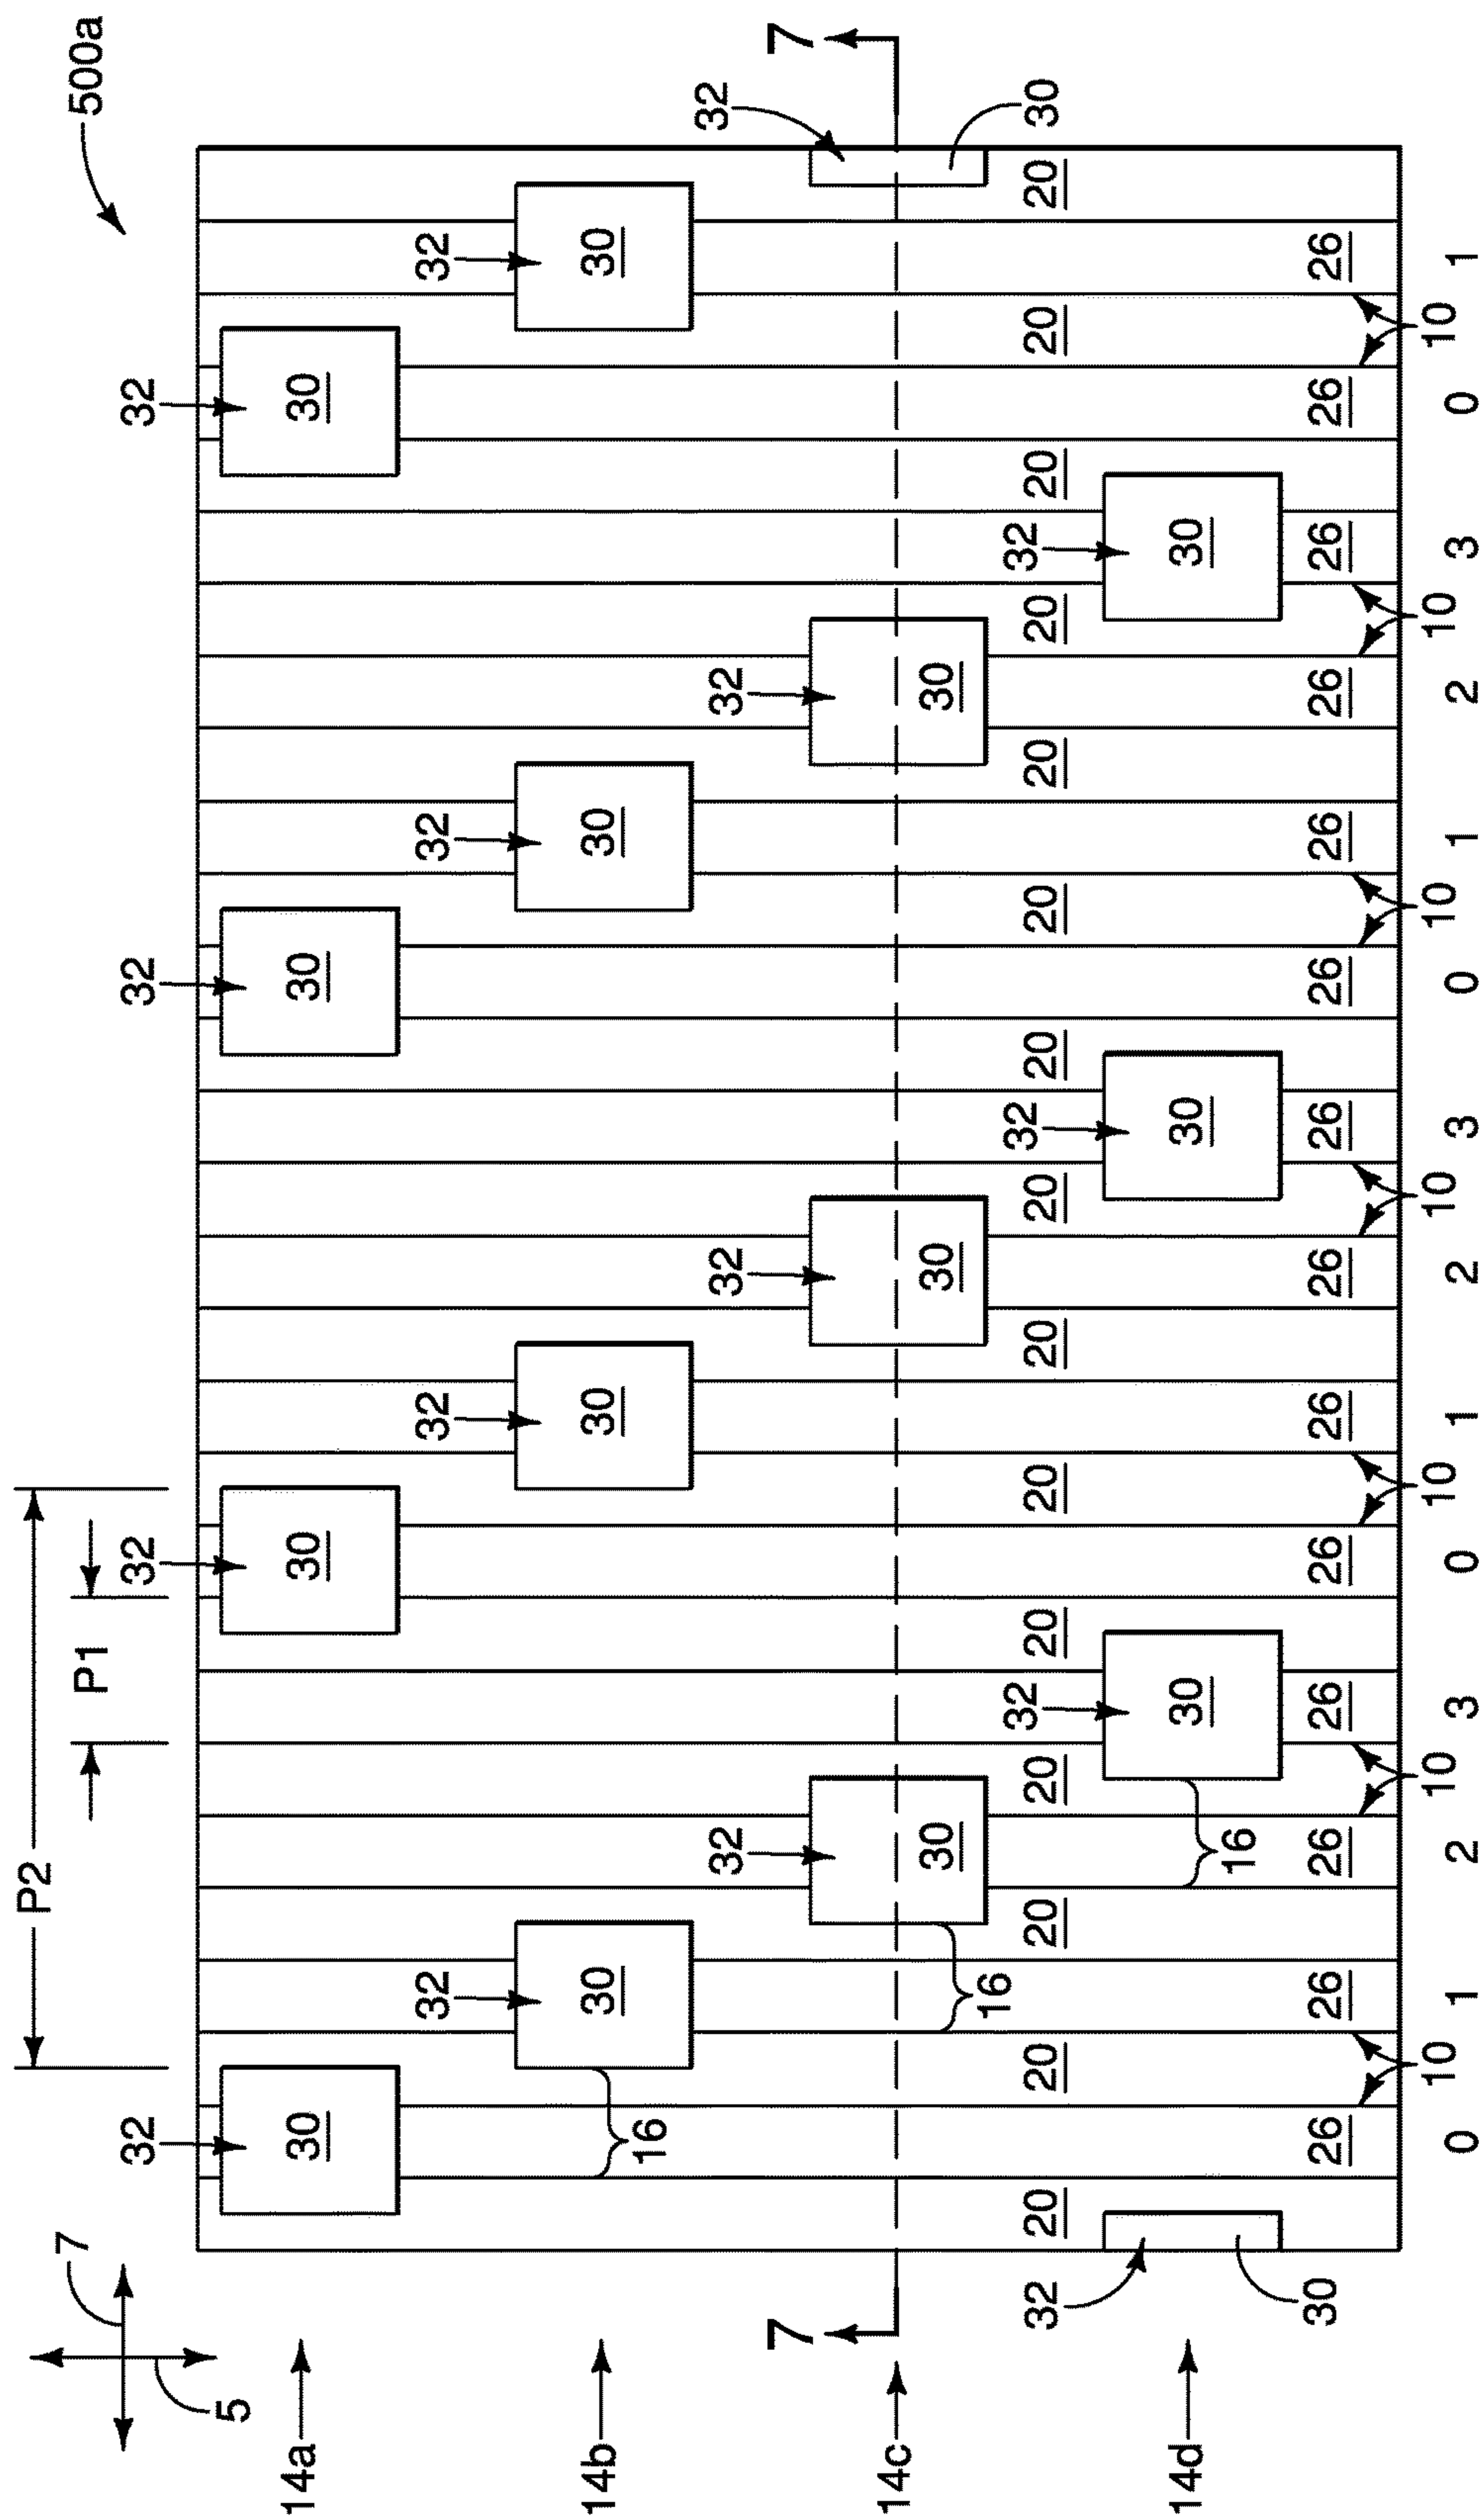 P2
7 P1 500a
32 32 32 32
5
14a 30 30 30 30
32 32 32 32
14b 30 30 30 30
16
32 32 32 32
7 7
14c 30 30 30
16
32 32 32 32
20 20 20 20 20 20 20 20 20 20 20 20 20 20 20 30
14d 30 30 30
16
30 26 26 26 26 26 26 26 26 26 26 26 26 26 26
10 10 10 10 10 10 10
0 1 2 3 0 1 2 3 0 1 2 3 0 1